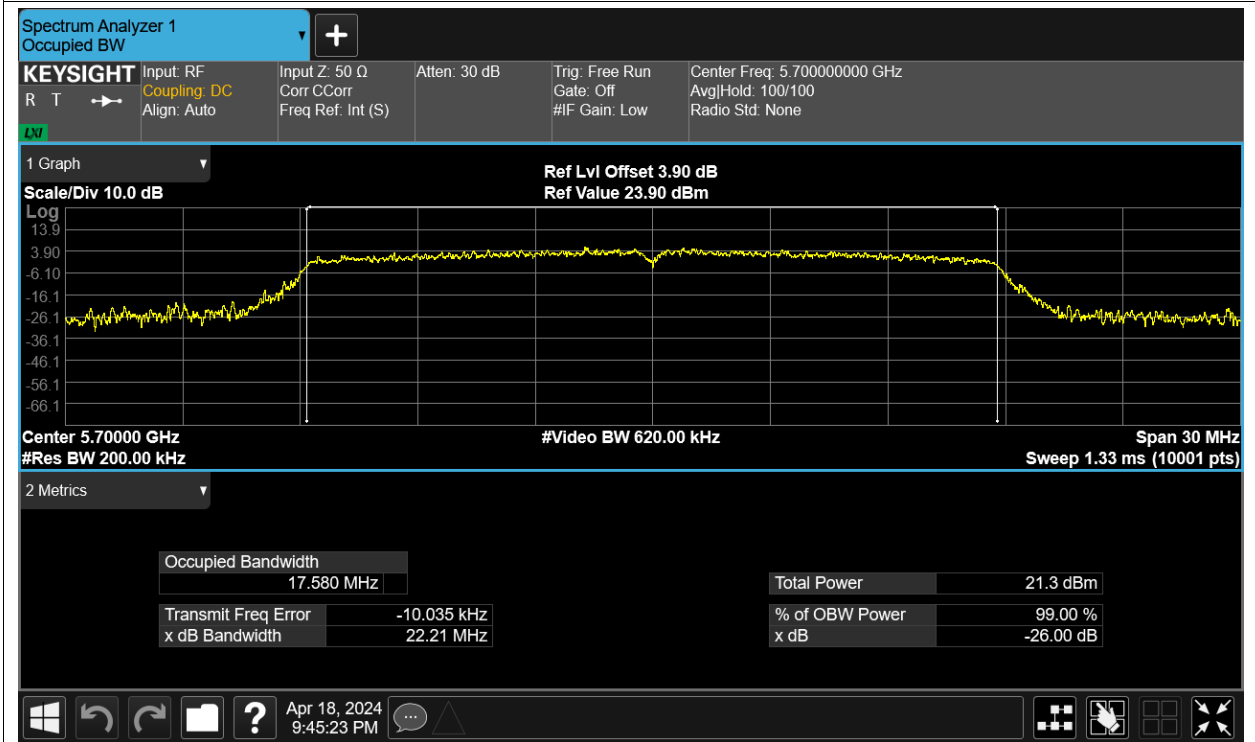 Spectrum Analyzer 1
Occupied BW
KEYSIGHT
R T
LXI
Input: RF
Coupling: DC
Align: Auto
Input Z: 50 Ω
Corr CCorr
Freq Ref: Int (S)
Atten: 30 dB
Trig: Free Run
Gate: Off
#IF Gain: Low
Center Freq: 5.700000000 GHz
Avg|Hold: 100/100
Radio Std: None
1 Graph
Scale/Div 10.0 dB
Ref Lvl Offset 3.90 dB
Ref Value 23.90 dBm
Log
13.9
3.90
-6.10
-16.1
-26.1
-36.1
-46.1
-56.1
-66.1
Center 5.70000 GHz
#Video BW 620.00 kHz
Span 30 MHz
#Res BW 200.00 kHz
Sweep 1.33 ms (10001 pts)
2 Metrics
Occupied Bandwidth
17.580 MHz
Total Power 21.3 dBm
Transmit Freq Error -10.035 kHz
% of OBW Power 99.00 %
x dB Bandwidth 22.21 MHz
x dB -26.00 dB
?
Apr 18, 2024
9:45:23 PM